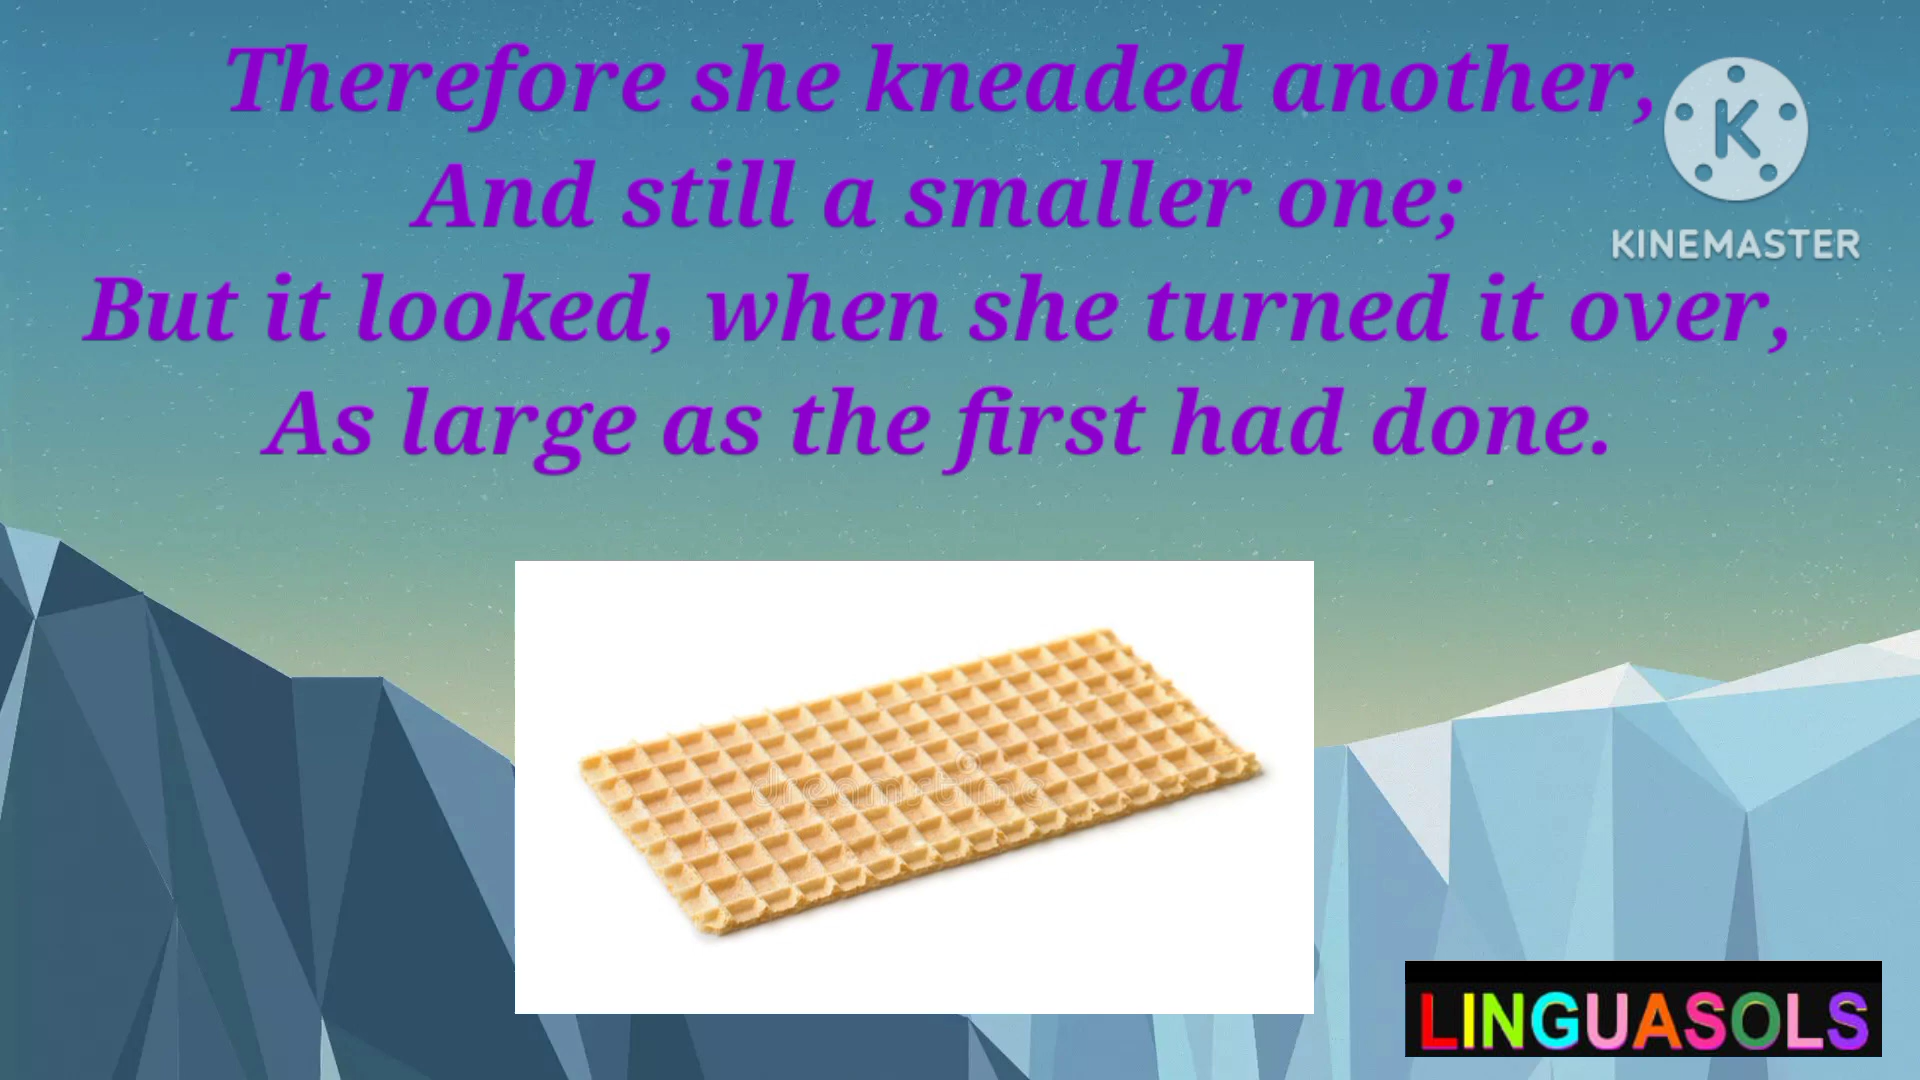 Therefore she kneaded another,
And still a smaller one;
But it looked, when she turned it over,
As large as the first had done.
K
KINEMASTER
dreamstime
LINGUASOLS